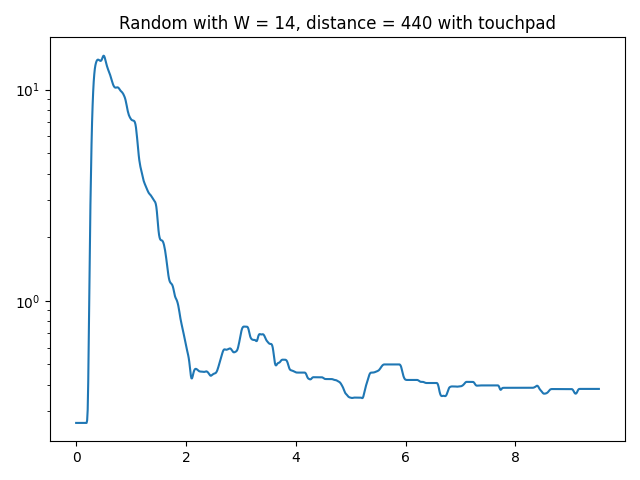 Random with W = 14, distance = 440 with touchpad
10¹
10⁰
0 2 4 6 8